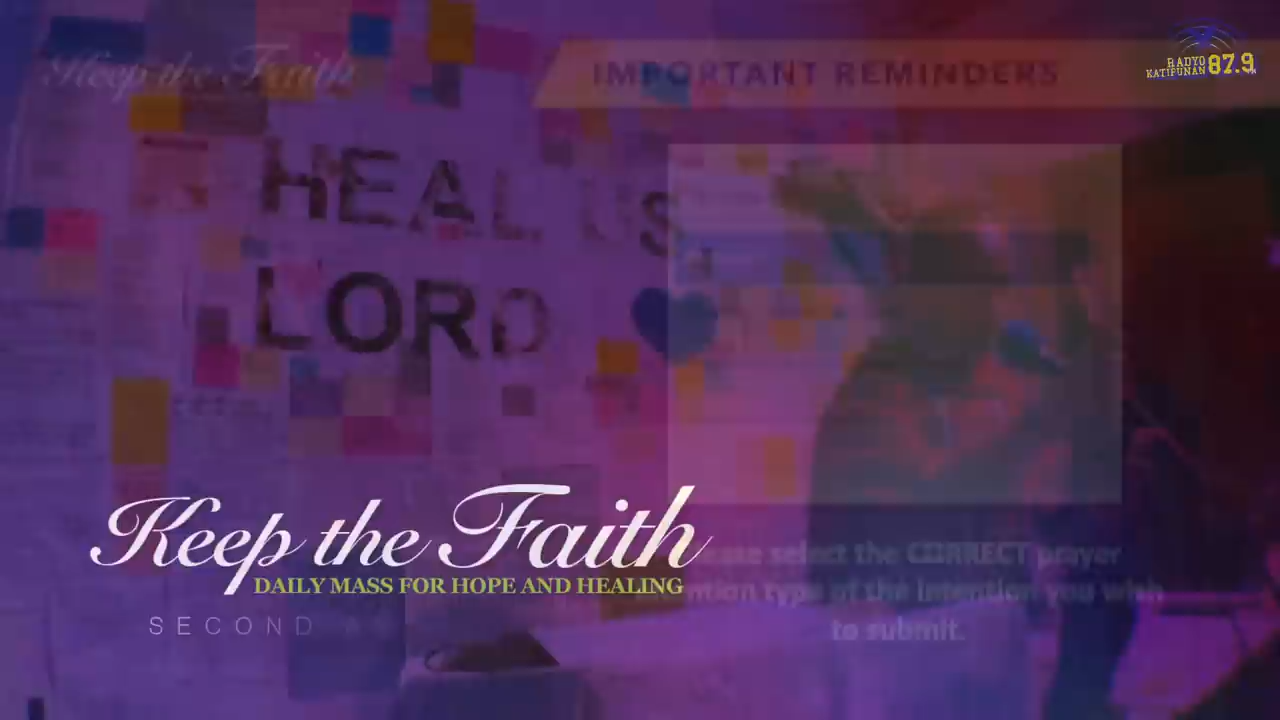 Keep the Faith
IMPORTANT REMINDERS
RADYO
KATIPUNAN 87.9
HEAL US
LORD
Keep the Faith
DAILY MASS FOR HOPE AND HEALING
SECOND
select the CORRECT prayer
type of the intention you wish
to submit.